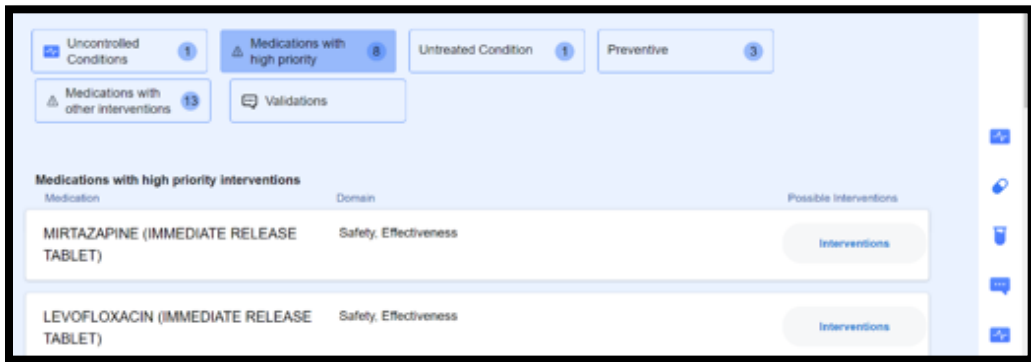 Uncontrolled
Conditions
1
Medications with
high priority
8
Untreated Condition
1
Preventive
3
Medications with
other interventions
13
Validations
Medications with high priority interventions
Medication
Domain
Possible Interventions
MIRTAZAPINE (IMMEDIATE RELEASE
TABLET)
Safety, Effectiveness
Interventions
LEVOFLOXACIN (IMMEDIATE RELEASE
TABLET)
Safety, Effectiveness
Interventions